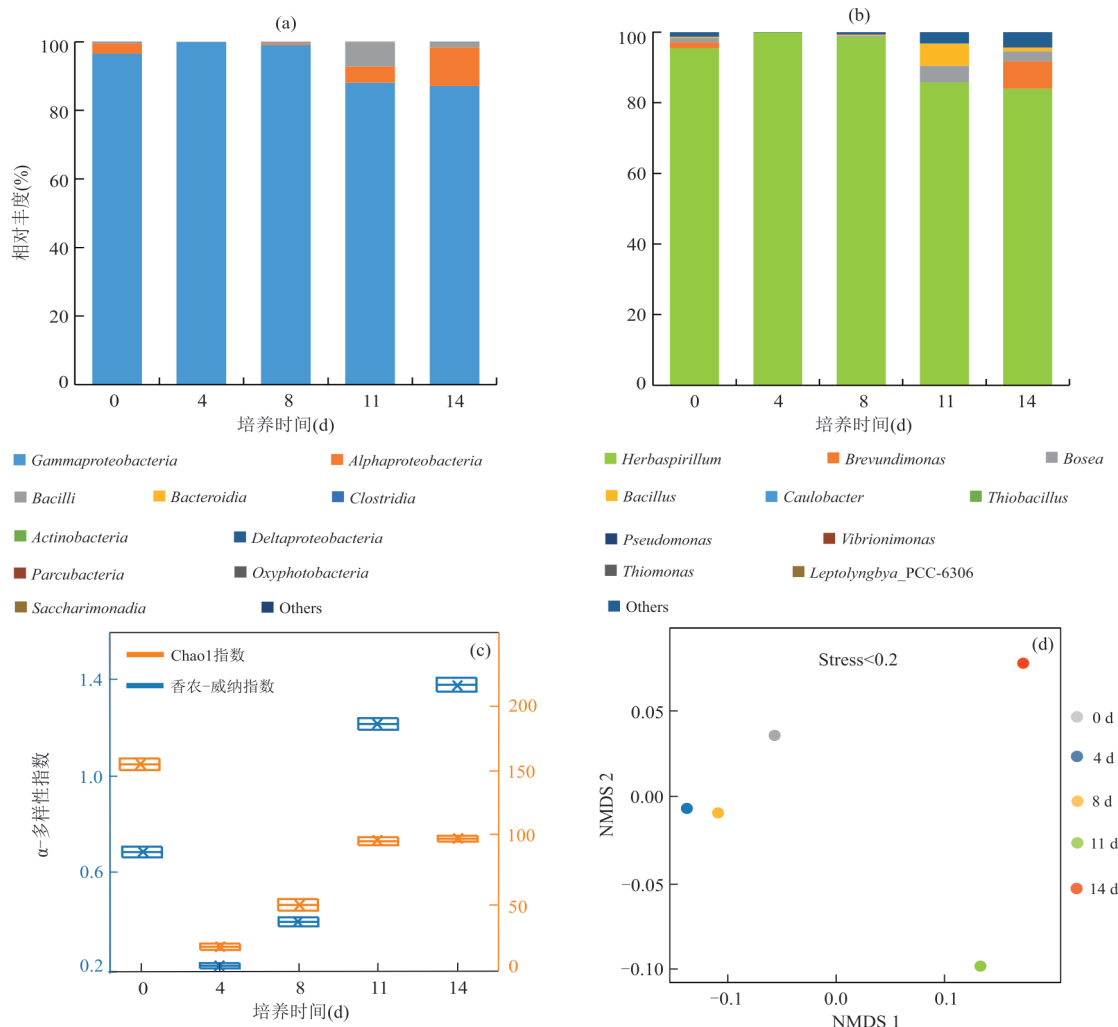 (a)
相对丰度(%)
100
80
60
40
20
0
0 4 8 11 14
培养时间(d)
Gammaproteobacteria Alphaproteobacteria
Bacilli Bacteroidia Clostridia
Actinobacteria Deltaproteobacteria
Parcubacteria Oxyphotobacteria
Saccharimonadia Others
(b)
100
80
60
40
20
0
0 4 8 11 14
培养时间(d)
Herbaspirillum Brevundimonas Bosea
Bacillus Caulobacter Thiobacillus
Pseudomonas Vibrionimonas
Thiomonas Leptolyngbya_PCC-6306
Others
(c)
Chao1指数
香农-威纳指数
α-多样性指数
1.4
1.0
0.6
0.2
200
150
100
50
0
0 4 8 11 14
培养时间(d)
(d)
Stress<0.2
NMDS 2
0.05
0.00
−0.05
−0.10
−0.1 0.0 0.1
NMDS 1
0 d
4 d
8 d
11 d
14 d